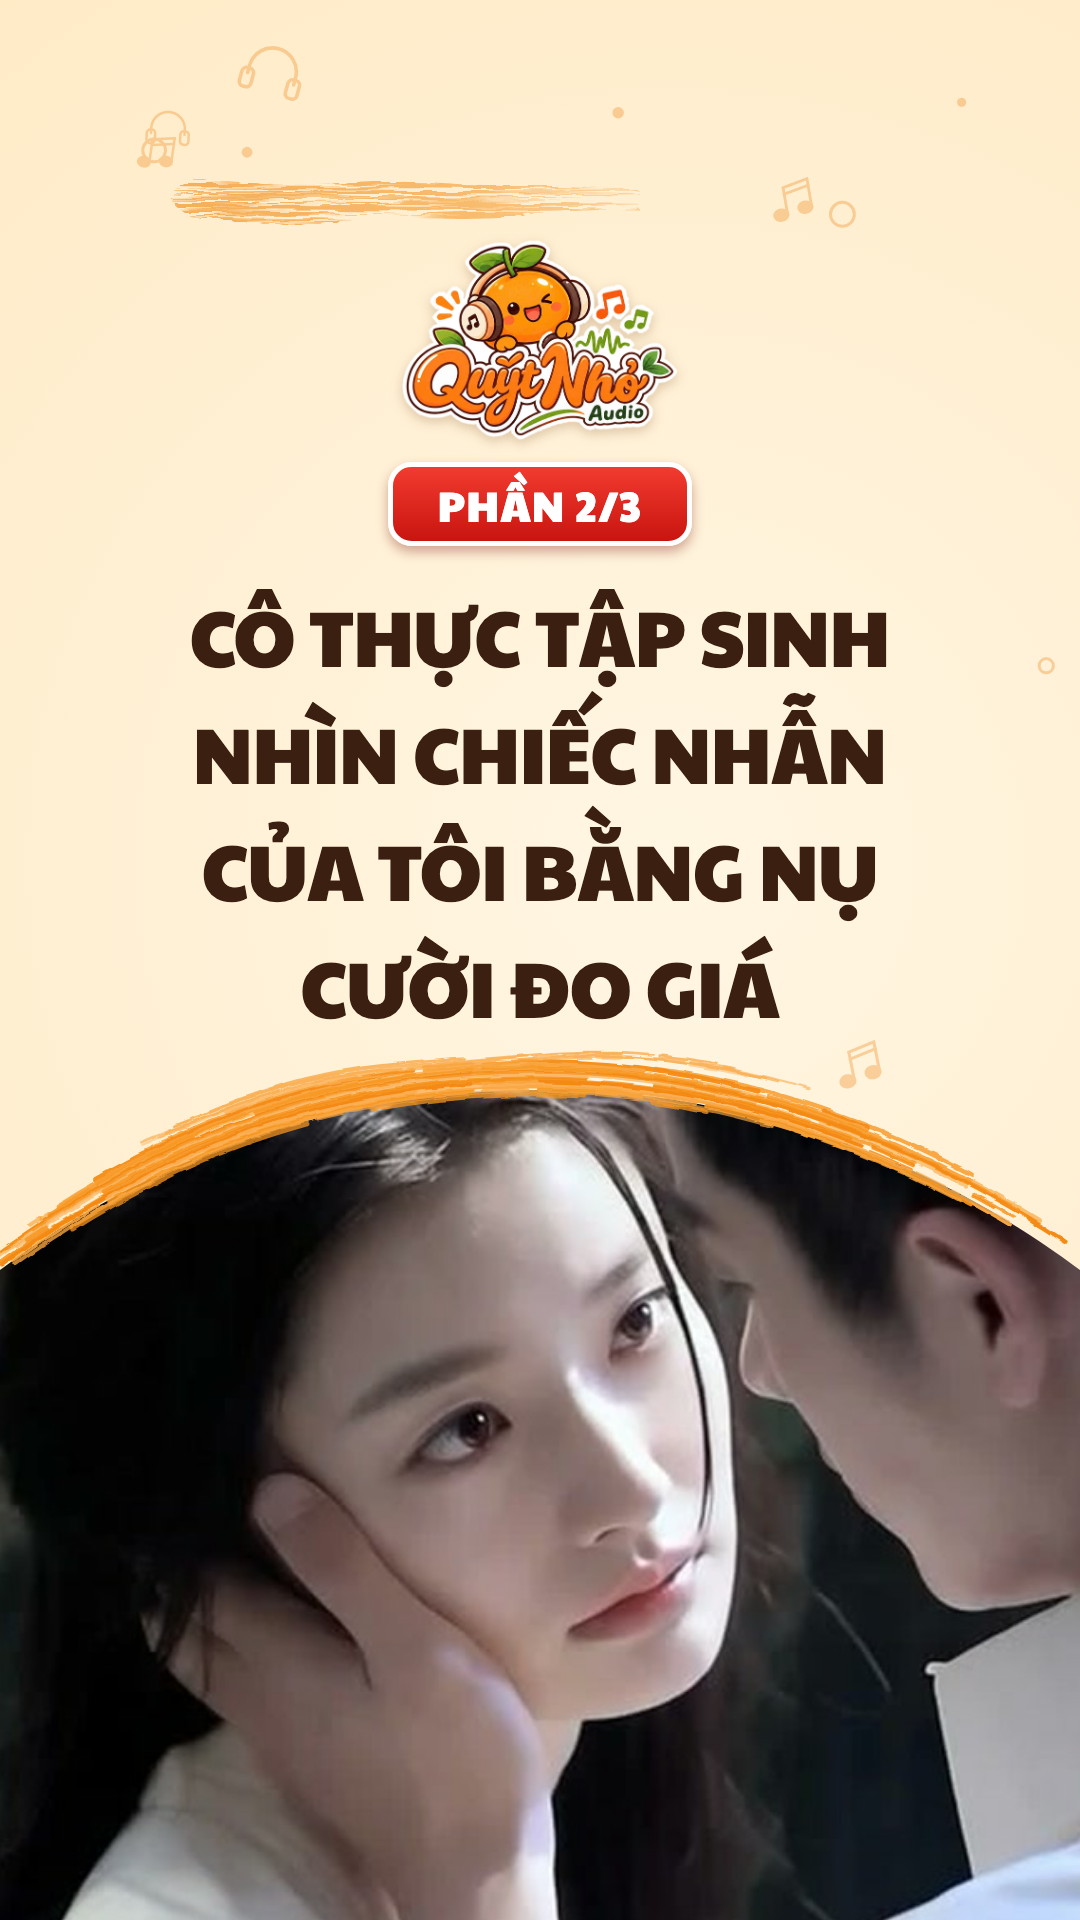 Quýt Nhỏ
Audio
PHẦN 2/3
CÔ THỰC TẬP SINH
NHÌN CHIẾC NHẪN
CỦA TÔI BẰNG NỤ
CƯỜI ĐO GIÁ